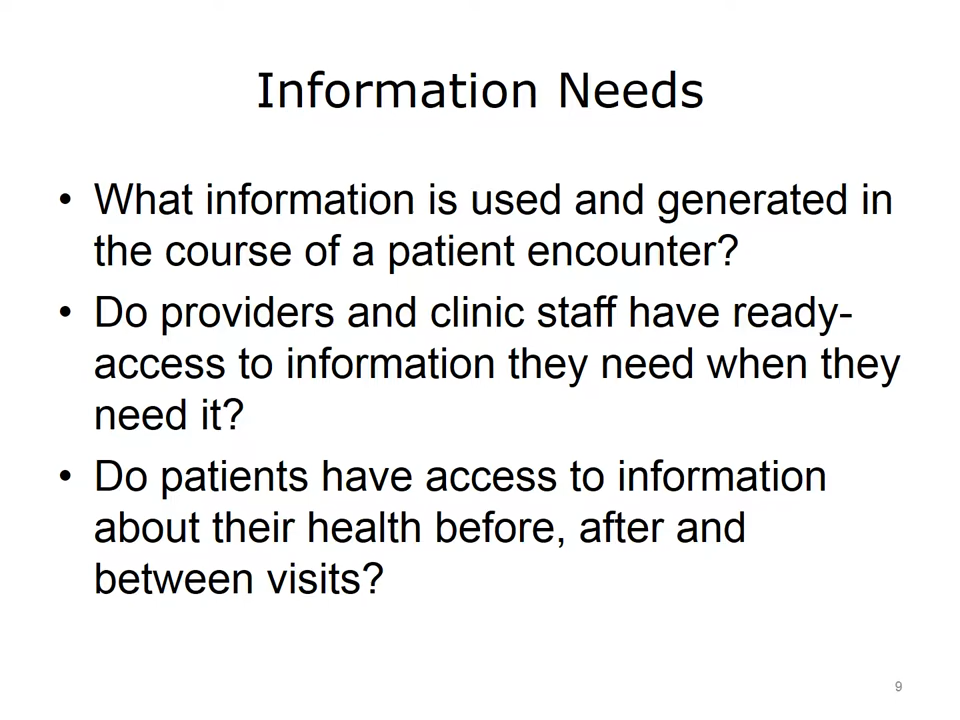 Information Needs
• What information is used and generated in
the course of a patient encounter?
• Do providers and clinic staff have ready-
access to information they need when they
need it?
• Do patients have access to information
about their health before, after and
between visits?
9